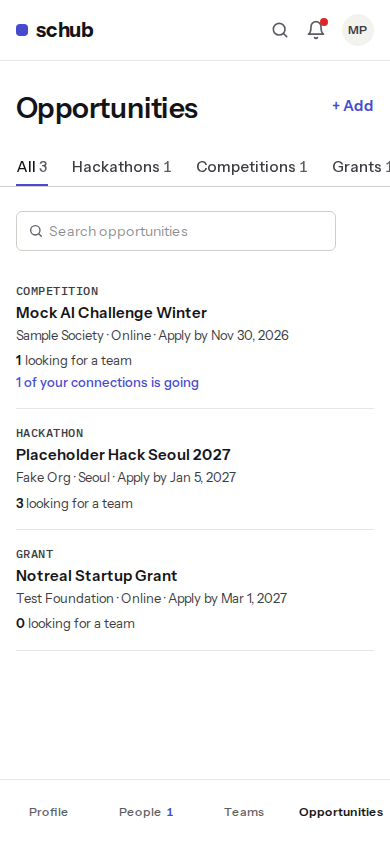 schub
MP
Opportunities
+ Add
All 3 Hackathons 1 Competitions 1 Grants 1
Search opportunities
COMPETITION
Mock AI Challenge Winter
Sample Society · Online · Apply by Nov 30, 2026
1 looking for a team
1 of your connections is going
HACKATHON
Placeholder Hack Seoul 2027
Fake Org · Seoul · Apply by Jan 5, 2027
3 looking for a team
GRANT
Notreal Startup Grant
Test Foundation · Online · Apply by Mar 1, 2027
0 looking for a team
Profile People 1 Teams Opportunities